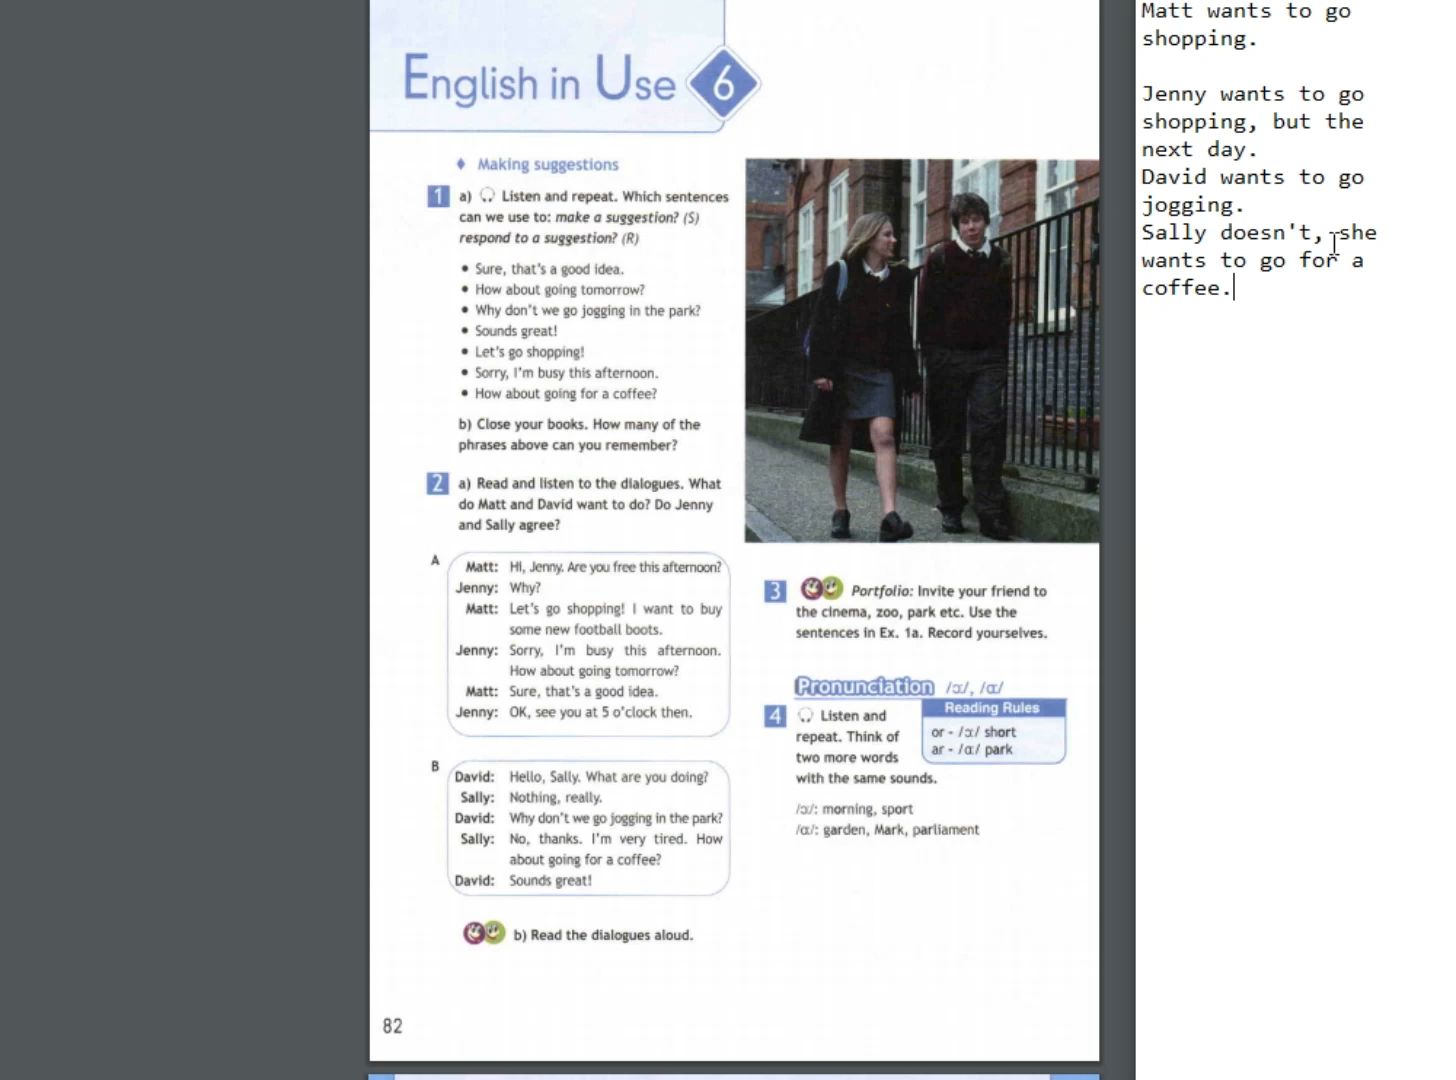 English in Use 6
Making suggestions
1 a) Listen and repeat. Which sentences
can we use to: make a suggestion? (S)
respond to a suggestion? (R)
• Sure, that's a good idea.
• How about going tomorrow?
• Why don't we go jogging in the park?
• Sounds great!
• Let's go shopping!
• Sorry, I'm busy this afternoon.
• How about going for a coffee?
b) Close your books. How many of the
phrases above can you remember?
2 a) Read and listen to the dialogues. What
do Matt and David want to do? Do Jenny
and Sally agree?
A
Matt: Hi, Jenny. Are you free this afternoon?
Jenny: Why?
Matt: Let's go shopping! I want to buy
some new football boots.
Jenny: Sorry, I'm busy this afternoon.
How about going tomorrow?
Matt: Sure, that's a good idea.
Jenny: OK, see you at 5 o'clock then.
B
David: Hello, Sally. What are you doing?
Sally: Nothing, really.
David: Why don't we go jogging in the park?
Sally: No, thanks. I'm very tired. How
about going for a coffee?
David: Sounds great!
b) Read the dialogues aloud.
82
3 Portfolio: Invite your friend to
the cinema, zoo, park etc. Use the
sentences in Ex. 1a. Record yourselves.
Pronunciation /ɔː/, /ɑː/
4 Listen and
repeat. Think of
two more words
with the same sounds.
Reading Rules
or - /ɔː/ short
ar - /ɑː/ park
/ɔː/: morning, sport
/ɑː/: garden, Mark, parliament
Matt wants to go
shopping.
Jenny wants to go
shopping, but the
next day.
David wants to go
jogging.
Sally doesn't, she
wants to go for a
coffee.